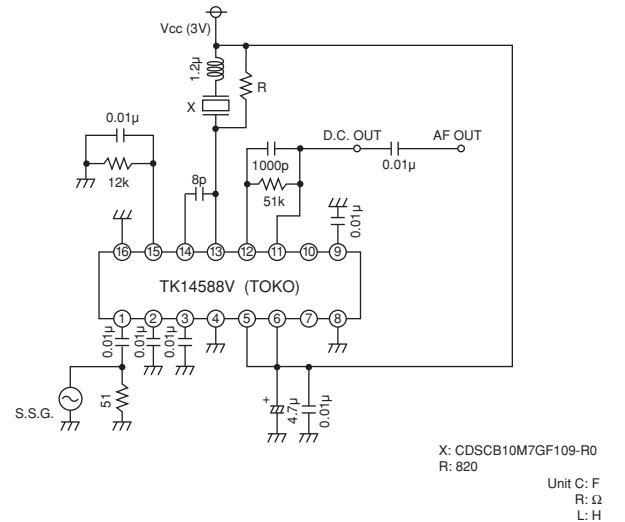 Vcc (3V)
1.2μ
X
R
0.01μ
12k
8p
D.C. OUT
AF OUT
1000p
0.01μ
51k
0.01μ
16
15
14
13
12
11
10
9
TK14588V (TOKO)
1
2
3
4
5
6
7
8
0.01μ
0.01μ
0.01μ
S.S.G.
51
+
4.7μ
0.01μ
X: CDSCB10M7GF109-R0
R: 820
Unit C: F
R: Ω
L: H